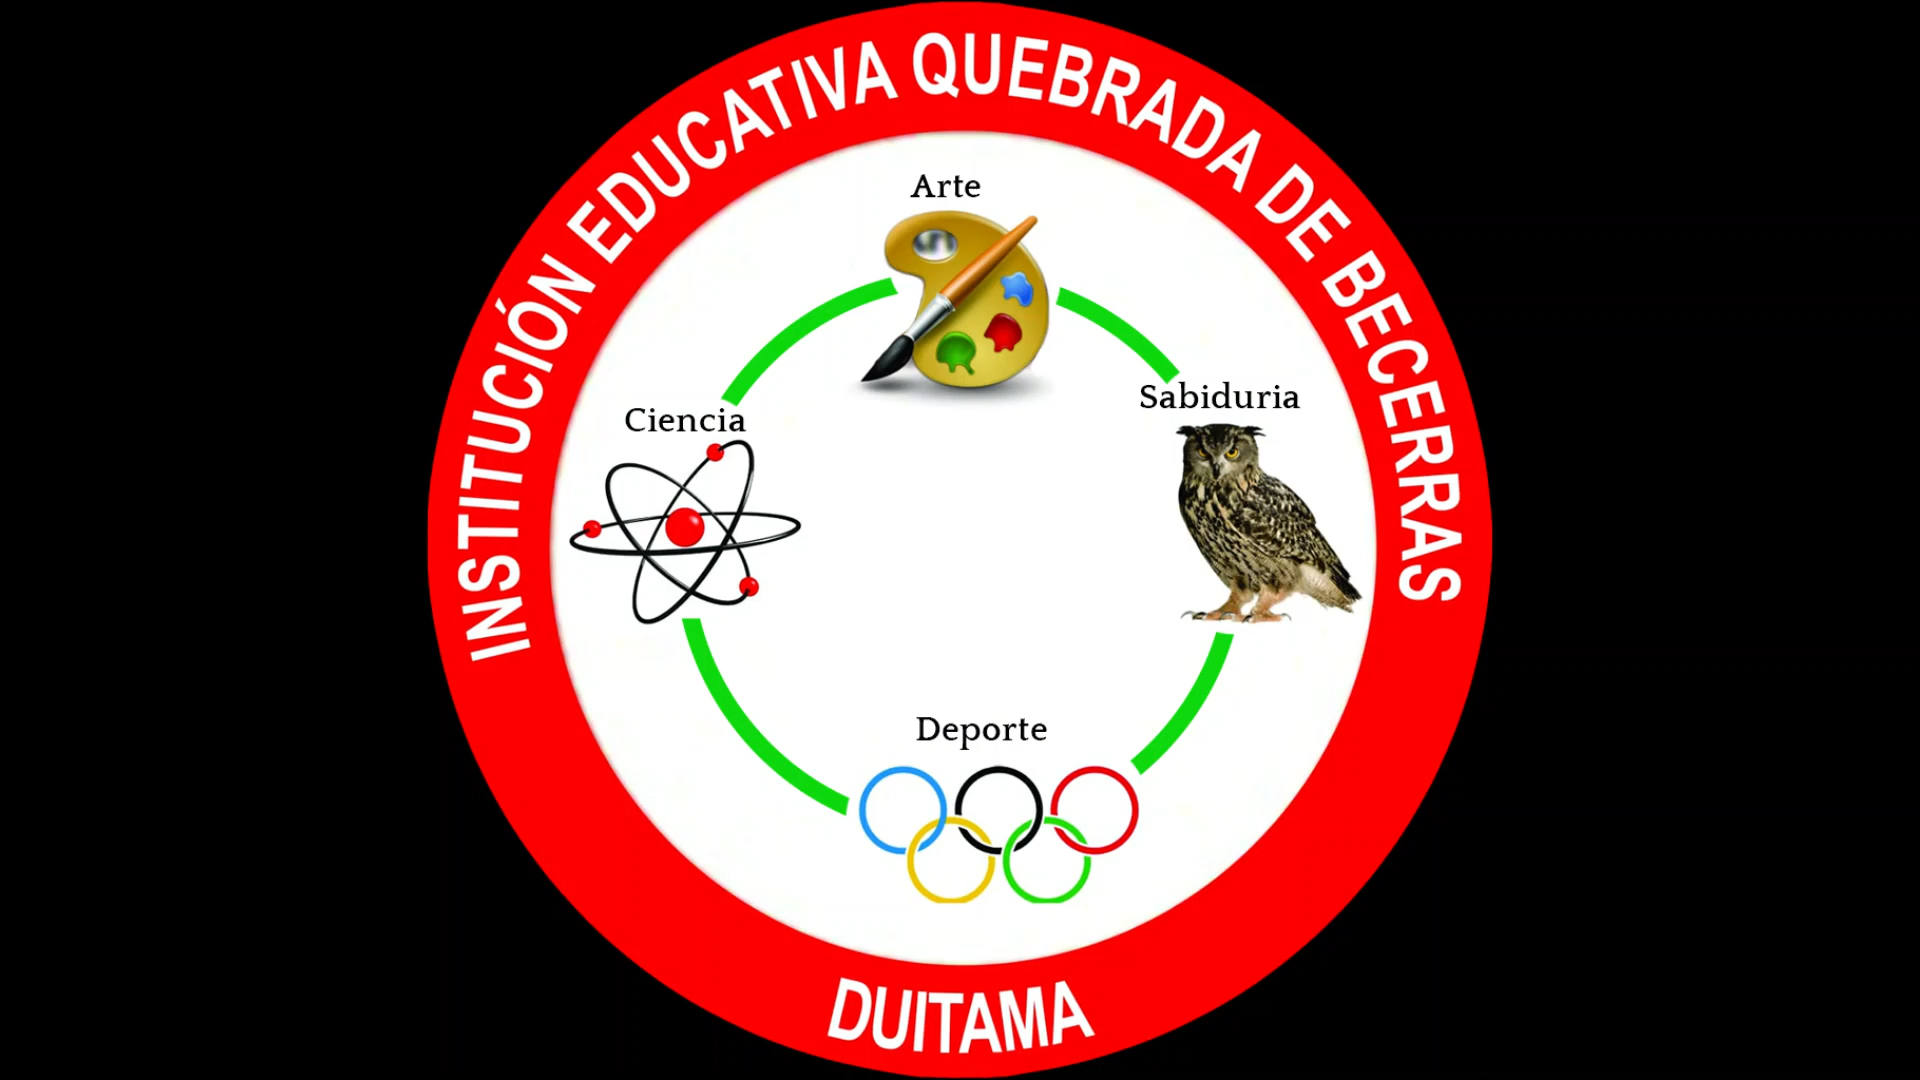 INSTITUCIÓN EDUCATIVA QUEBRADA DE BECERRAS
Arte
Sabiduria
Ciencia
Deporte
DUITAMA